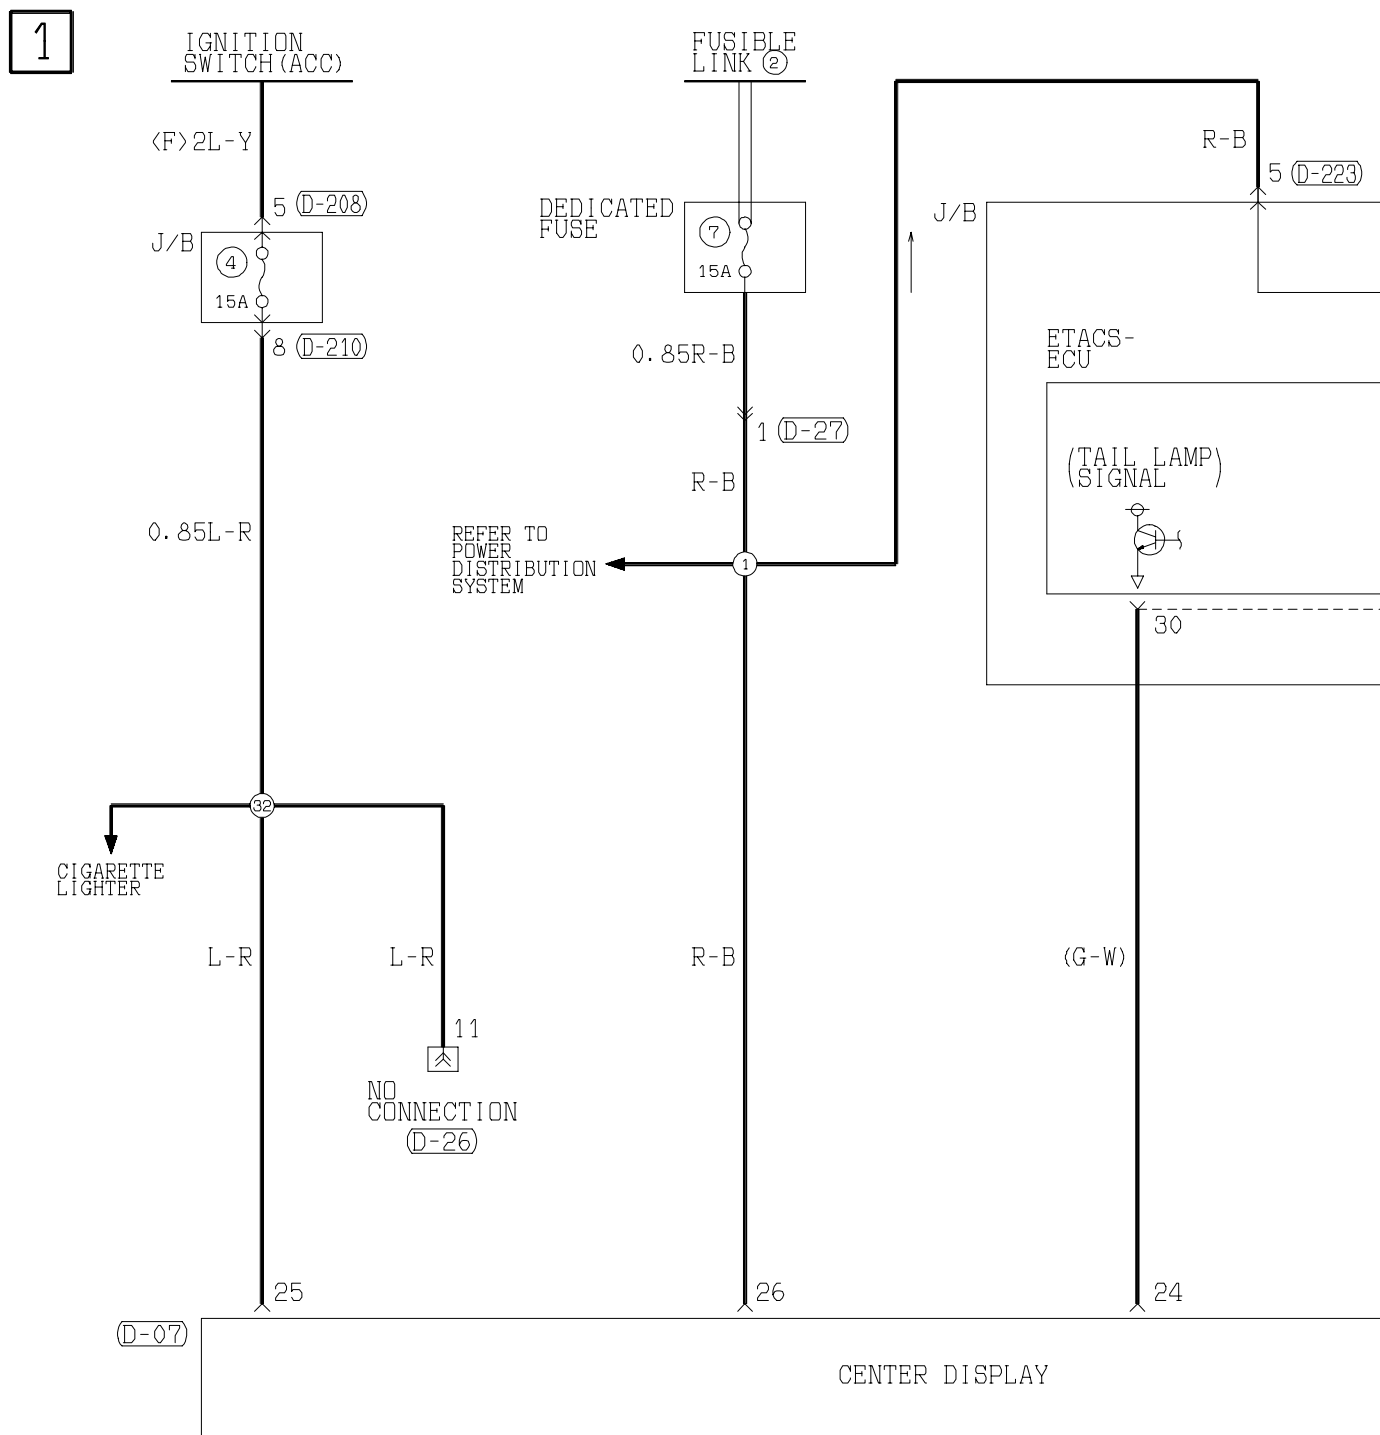 1
IGNITION
SWITCH(ACC)
FUSIBLE
LINK ②
<F>2L-Y
R-B
5 (D-208)
5 (D-223)
J/B
④
15A
DEDICATED
FUSE
⑦
15A
J/B
8 (D-210)
0.85R-B
ETACS-
ECU
1 (D-27)
(TAIL LAMP)
(SIGNAL)
R-B
0.85L-R
REFER TO
POWER
DISTRIBUTION
SYSTEM
①
30
㉜
CIGARETTE
LIGHTER
L-R
L-R
R-B
(G-W)
11
NO
CONNECTION
(D-26)
25
26
24
(D-07)
CENTER DISPLAY